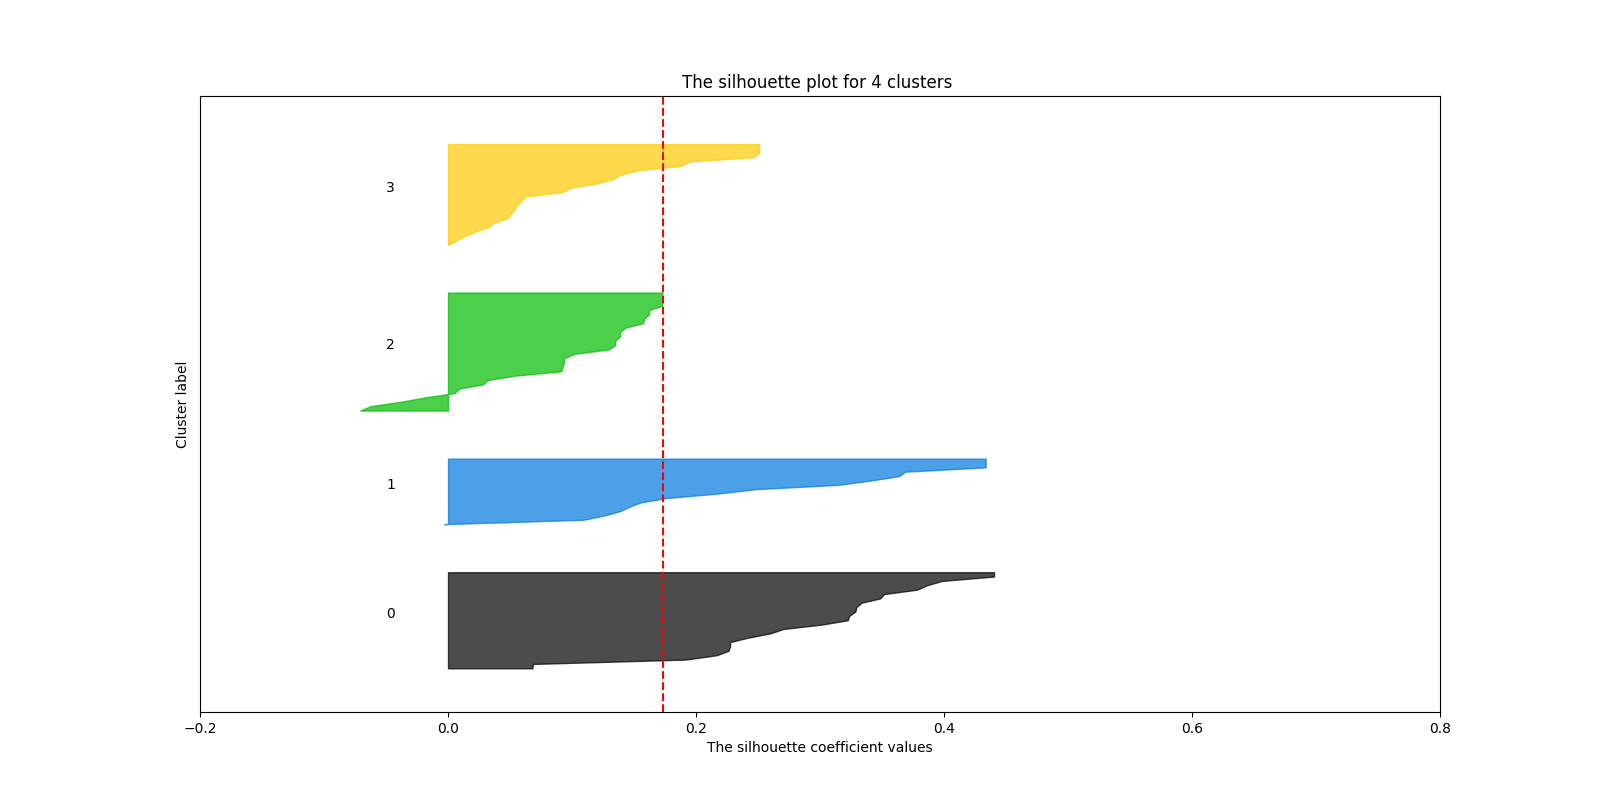 The silhouette plot for 4 clusters
3
2
1
0
Cluster label
−0.2 0.0 0.2 0.4 0.6 0.8
The silhouette coefficient values